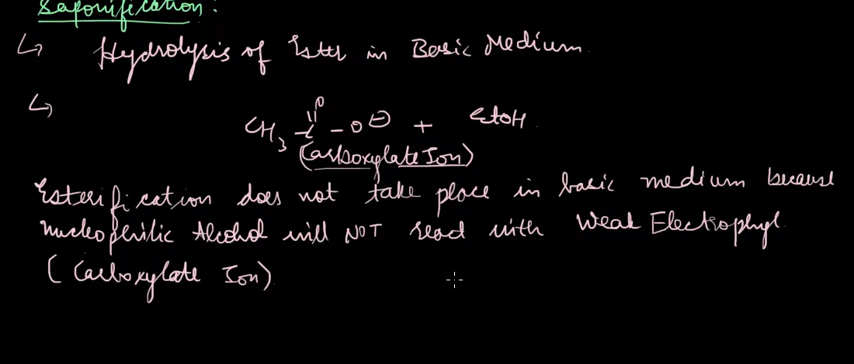 Saponification:
↳ Hydrolysis of Ester in Basic Medium
↳
O
CH3 - C - O⊖ + EtOH
(Carboxylate Ion)
Esterification does not take place in basic medium because
nucleophilic Alcohol will NOT read with Weak Electrophyl
(Carboxylate Ion)